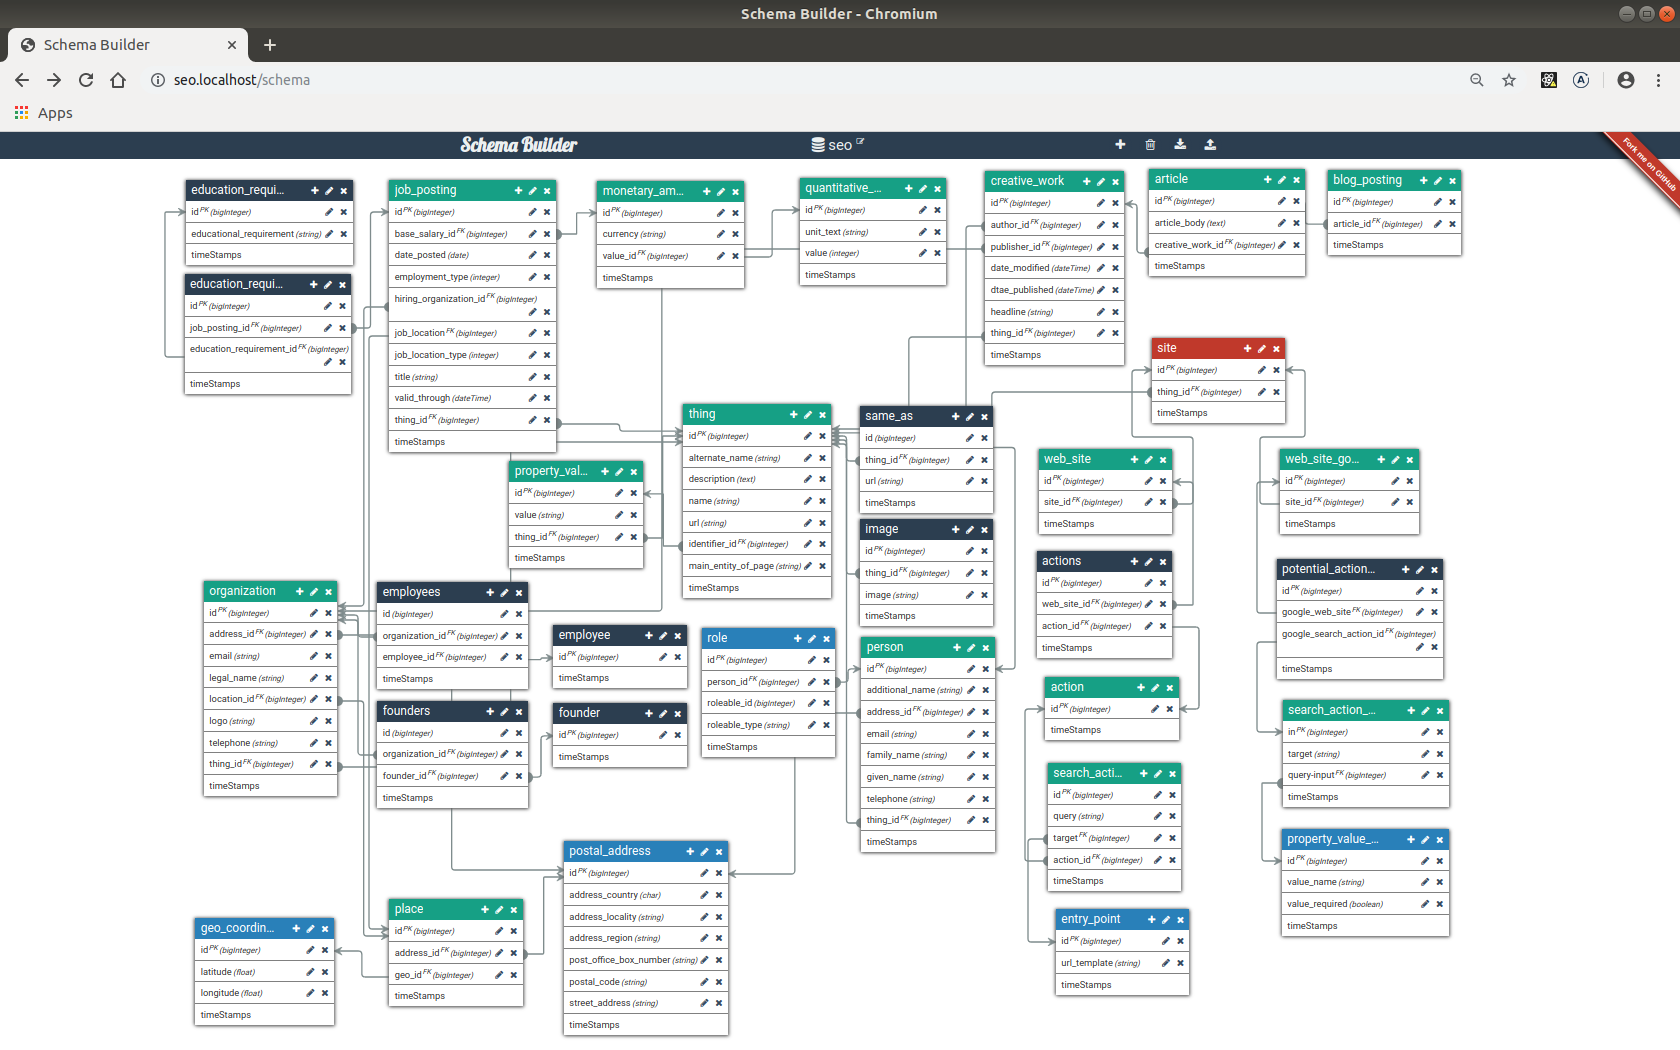 Schema Builder - Chromium
Schema Builder
seo.localhost/schema
Apps
Schema Builder
seo
Fork me on GitHub
education_requi...
id PK (bigInteger)
educational_requirement (string)
timeStamps
education_requi...
id PK (bigInteger)
job_posting_id FK (bigInteger)
education_requirement_id FK (bigInteger)
timeStamps
job_posting
id PK (bigInteger)
base_salary_id FK (bigInteger)
date_posted (date)
employment_type (integer)
hiring_organization_id FK (bigInteger)
job_location FK (bigInteger)
job_location_type (integer)
title (string)
valid_through (dateTime)
thing_id FK (bigInteger)
timeStamps
monetary_am...
id PK (bigInteger)
currency (string)
value_id FK (bigInteger)
timeStamps
quantitative_...
id PK (bigInteger)
unit_text (string)
value (integer)
timeStamps
creative_work
id PK (bigInteger)
author_id FK (bigInteger)
publisher_id FK (bigInteger)
date_modified (dateTime)
dtae_published (dateTime)
headline (string)
thing_id FK (bigInteger)
timeStamps
article
id PK (bigInteger)
article_body (text)
creative_work_id FK (bigInteger)
timeStamps
blog_posting
id PK (bigInteger)
article_id FK (bigInteger)
timeStamps
site
id PK (bigInteger)
thing_id FK (bigInteger)
timeStamps
thing
id PK (bigInteger)
alternate_name (string)
description (text)
name (string)
url (string)
identifier_id FK (bigInteger)
main_entity_of_page (string)
timeStamps
same_as
id (bigInteger)
thing_id FK (bigInteger)
url (string)
timeStamps
property_val...
id PK (bigInteger)
value (string)
thing_id FK (bigInteger)
timeStamps
image
id PK (bigInteger)
thing_id FK (bigInteger)
image (string)
timeStamps
web_site
id PK (bigInteger)
site_id FK (bigInteger)
timeStamps
web_site_go...
id PK (bigInteger)
site_id FK (bigInteger)
timeStamps
actions
id PK (bigInteger)
web_site_id FK (bigInteger)
action_id FK (bigInteger)
timeStamps
potential_action...
id PK (bigInteger)
google_web_site FK (bigInteger)
google_search_action_id FK (bigInteger)
timeStamps
organization
id PK (bigInteger)
address_id FK (bigInteger)
email (string)
legal_name (string)
location_id FK (bigInteger)
logo (string)
telephone (string)
thing_id FK (bigInteger)
timeStamps
employees
id (bigInteger)
organization_id FK (bigInteger)
employee_id FK (bigInteger)
timeStamps
employee
id PK (bigInteger)
timeStamps
role
id PK (bigInteger)
person_id FK (bigInteger)
roleable_id (bigInteger)
roleable_type (string)
timeStamps
person
id PK (bigInteger)
additional_name (string)
address_id FK (bigInteger)
email (string)
family_name (string)
given_name (string)
telephone (string)
thing_id FK (bigInteger)
timeStamps
founders
id (bigInteger)
organization_id FK (bigInteger)
founder_id FK (bigInteger)
timeStamps
founder
id PK (bigInteger)
timeStamps
action
id PK (bigInteger)
timeStamps
search_action_...
in PK (bigInteger)
target (string)
query-input FK (bigInteger)
timeStamps
search_acti...
id PK (bigInteger)
query (string)
target FK (bigInteger)
action_id FK (bigInteger)
timeStamps
property_value_...
id PK (bigInteger)
value_name (string)
value_required (boolean)
timeStamps
postal_address
id PK (bigInteger)
address_country (char)
address_locality (string)
address_region (string)
post_office_box_number (string)
postal_code (string)
street_address (string)
timeStamps
place
id PK (bigInteger)
address_id FK (bigInteger)
geo_id FK (bigInteger)
timeStamps
geo_coordin...
id PK (bigInteger)
latitude (float)
longitude (float)
timeStamps
entry_point
id PK (bigInteger)
url_template (string)
timeStamps